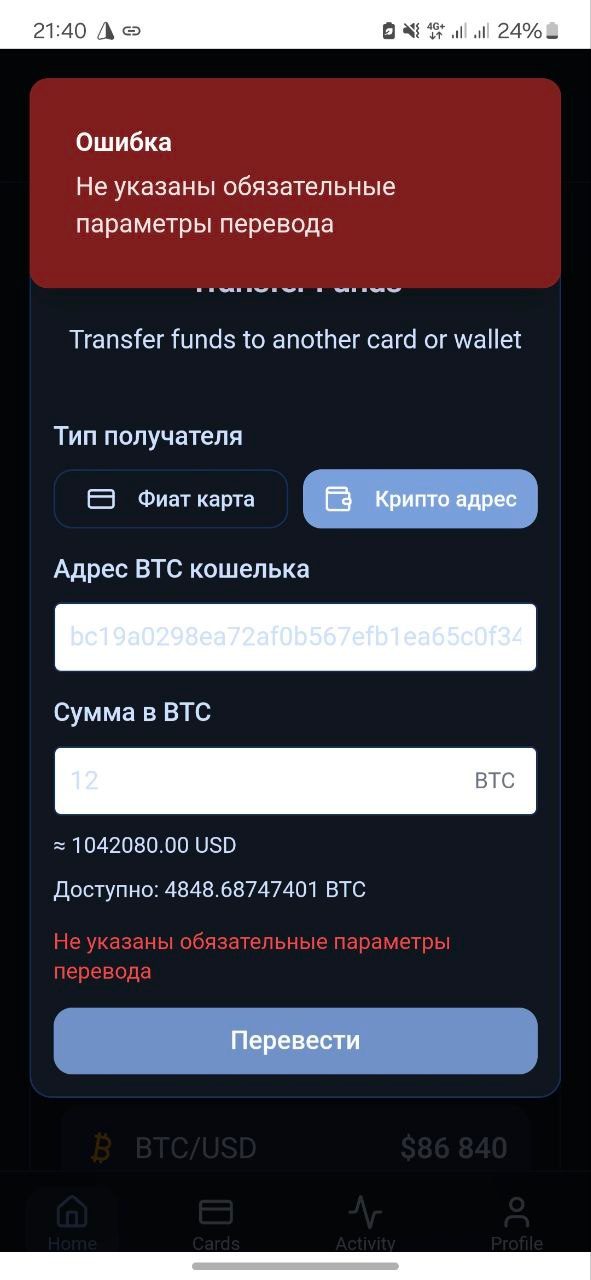 21:40
4G+
24%
Ошибка
Не указаны обязательные
параметры перевода
Transfer Funds
Transfer funds to another card or wallet
Тип получателя
Фиат карта
Крипто адрес
Адрес BTC кошелька
bc19a0298ea72af0b567efb1ea65c0f34
Сумма в BTC
12
BTC
≈ 1042080.00 USD
Доступно: 4848.68747401 BTC
Не указаны обязательные параметры
перевода
Перевести
BTC/USD
$86 840
Home
Cards
Activity
Profile